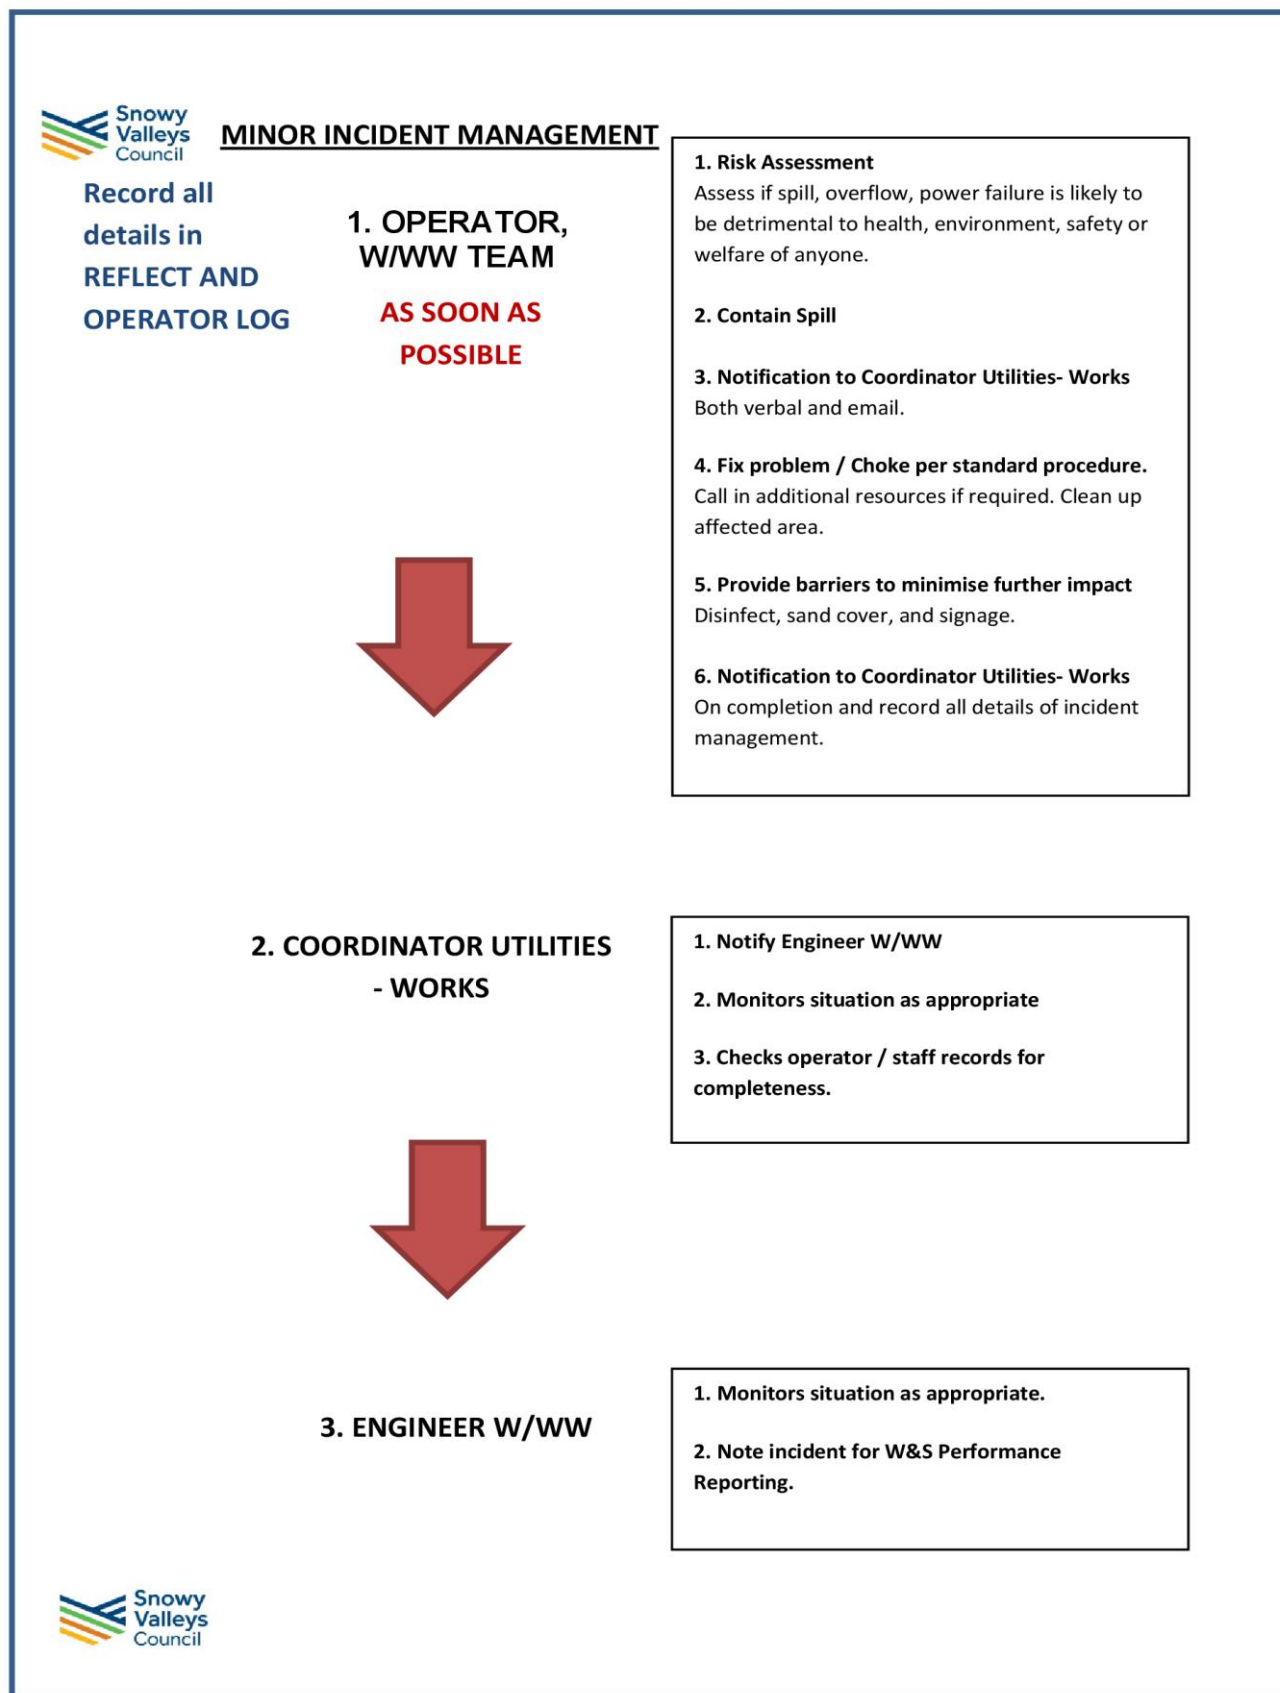 Snowy
Valleys
Council
MINOR INCIDENT MANAGEMENT
Record all
details in
REFLECT AND
OPERATOR LOG
1. OPERATOR,
W/WW TEAM
AS SOON AS
POSSIBLE
1. Risk Assessment
Assess if spill, overflow, power failure is likely to
be detrimental to health, environment, safety or
welfare of anyone.
2. Contain Spill
3. Notification to Coordinator Utilities- Works
Both verbal and email.
4. Fix problem / Choke per standard procedure.
Call in additional resources if required. Clean up
affected area.
5. Provide barriers to minimise further impact
Disinfect, sand cover, and signage.
6. Notification to Coordinator Utilities- Works
On completion and record all details of incident
management.
2. COORDINATOR UTILITIES
- WORKS
1. Notify Engineer W/WW
2. Monitors situation as appropriate
3. Checks operator / staff records for
completeness.
3. ENGINEER W/WW
1. Monitors situation as appropriate.
2. Note incident for W&S Performance
Reporting.
Snowy
Valleys
Council